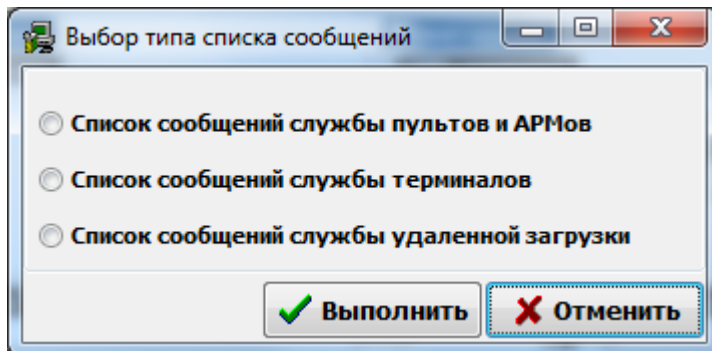 Выбор типа списка сообщений
Список сообщений службы пультов и АРМов
Список сообщений службы терминалов
Список сообщений службы удаленной загрузки
Выполнить Отменить